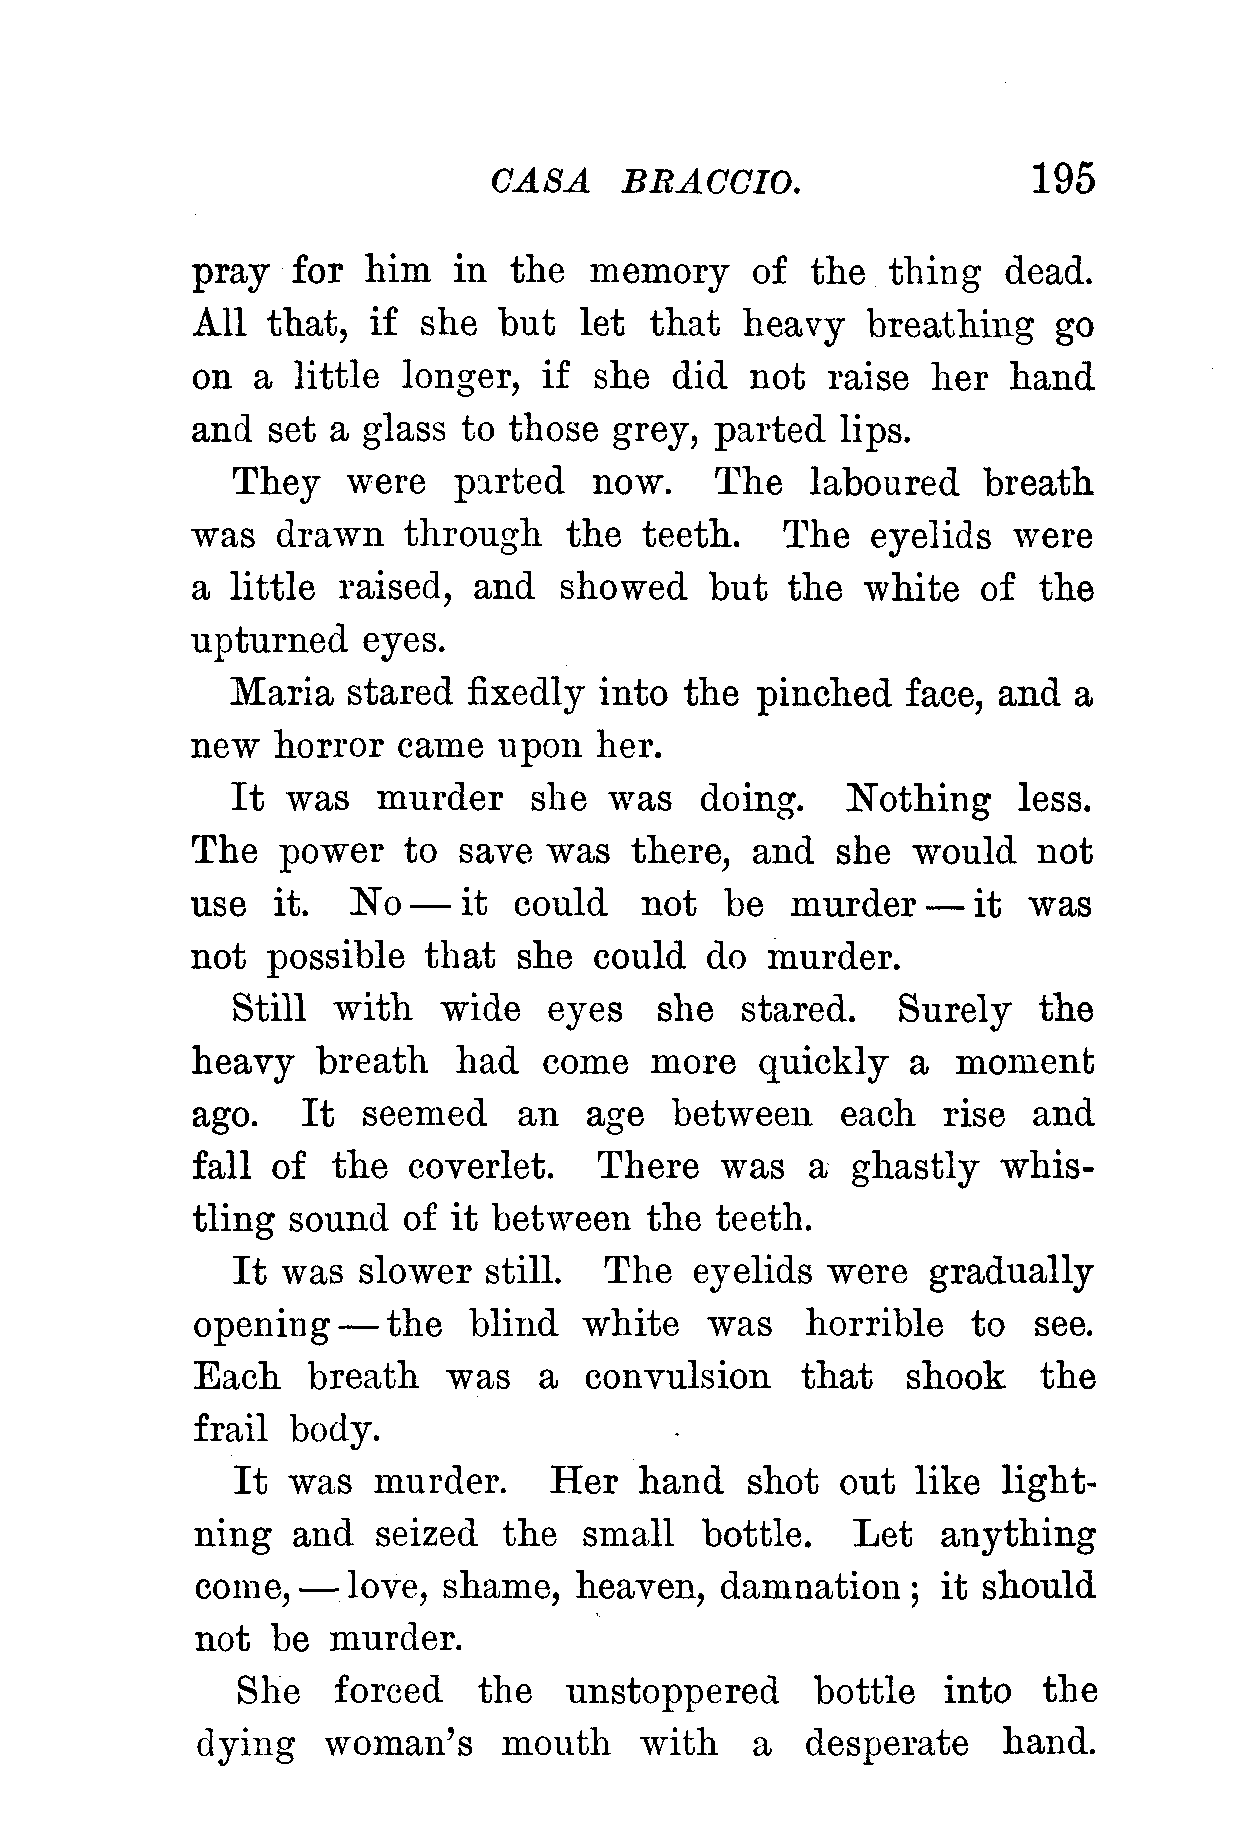 CASA BRACCIO. 195
pray for him in the memory of the thing dead.
All that, if she but let that heavy breathing go
on a little longer, if she did not raise her hand
and set a glass to those grey, parted lips.
They were parted now. The laboured breath
was drawn through the teeth. The eyelids were
a little raised, and showed but the white of the
upturned eyes.
Maria stared fixedly into the pinched face, and a
new horror came upon her.
It was murder she was doing. Nothing less.
The power to save was there, and she would not
use it. No — it could not be murder — it was
not possible that she could do murder.
Still with wide eyes she stared. Surely the
heavy breath had come more quickly a moment
ago. It seemed an age between each rise and
fall of the coverlet. There was a ghastly whis-
tling sound of it between the teeth.
It was slower still. The eyelids were gradually
opening — the blind white was horrible to see.
Each breath was a convulsion that shook the
frail body.
It was murder. Her hand shot out like light-
ning and seized the small bottle. Let anything
come, — love, shame, heaven, damnation; it should
not be murder.
She forced the unstoppered bottle into the
dying woman's mouth with a desperate hand.